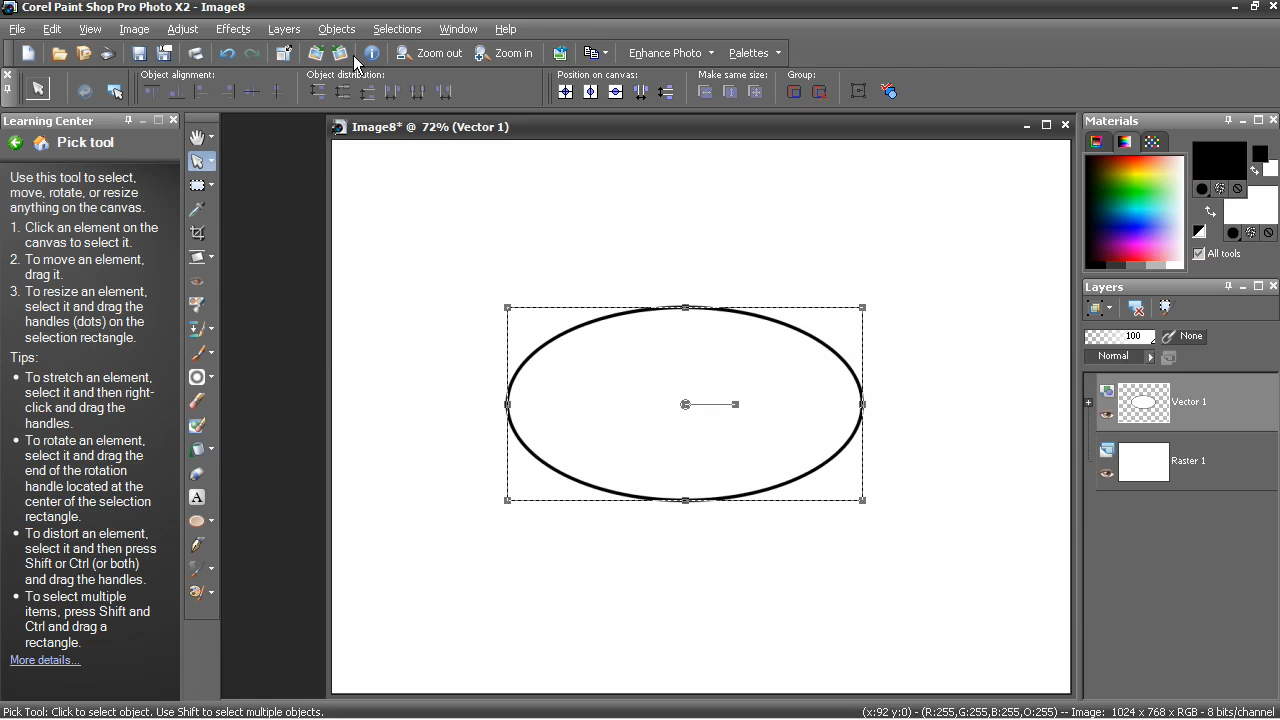 Corel Paint Shop Pro Photo X2 - Image8
File Edit View Image Adjust Effects Layers Objects Selections Window Help
Zoom out Zoom in Enhance Photo Palettes
Object alignment: Object distribution: Position on canvas: Make same size: Group:
Learning Center
Pick tool
Use this tool to select,
move, rotate, or resize
anything on the canvas.
1. Click an element on the
canvas to select it.
2. To move an element,
drag it.
3. To resize an element,
select it and drag the
handles (dots) on the
selection rectangle.
Tips:
• To stretch an element,
select it and then right-
click and drag the
handles.
• To rotate an element,
select it and drag the
end of the rotation
handle located at the
center of the selection
rectangle.
• To distort an element,
select it and then press
Shift or Ctrl (or both)
and drag the handles.
• To select multiple
items, press Shift and
Ctrl and drag a
rectangle.
More details...
Image8* @ 72% (Vector 1)
Materials
All tools
Layers
100 None
Normal
Vector 1
Raster 1
Pick Tool: Click to select object. Use Shift to select multiple objects.
(x:92 y:0) - (R:255,G:255,B:255,O:255) -- Image: 1024 x 768 x RGB - 8 bits/channel